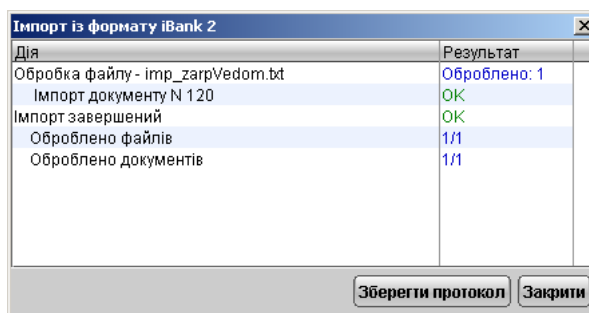 Імпорт із формату iBank 2
Дія Результат
Обробка файлу - imp_zarpVedom.txt Оброблено: 1
Імпорт документу N 120 OK
Імпорт завершений OK
Оброблено файлів 1/1
Оброблено документів 1/1
Зберегти протокол Закрити